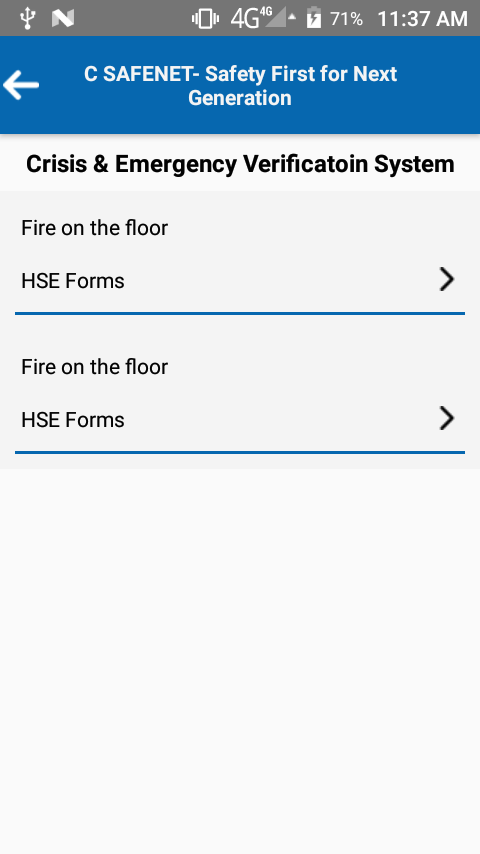 4G 4G 71% 11:37 AM
C SAFENET- Safety First for Next
Generation
Crisis & Emergency Verificatoin System
Fire on the floor
HSE Forms
Fire on the floor
HSE Forms